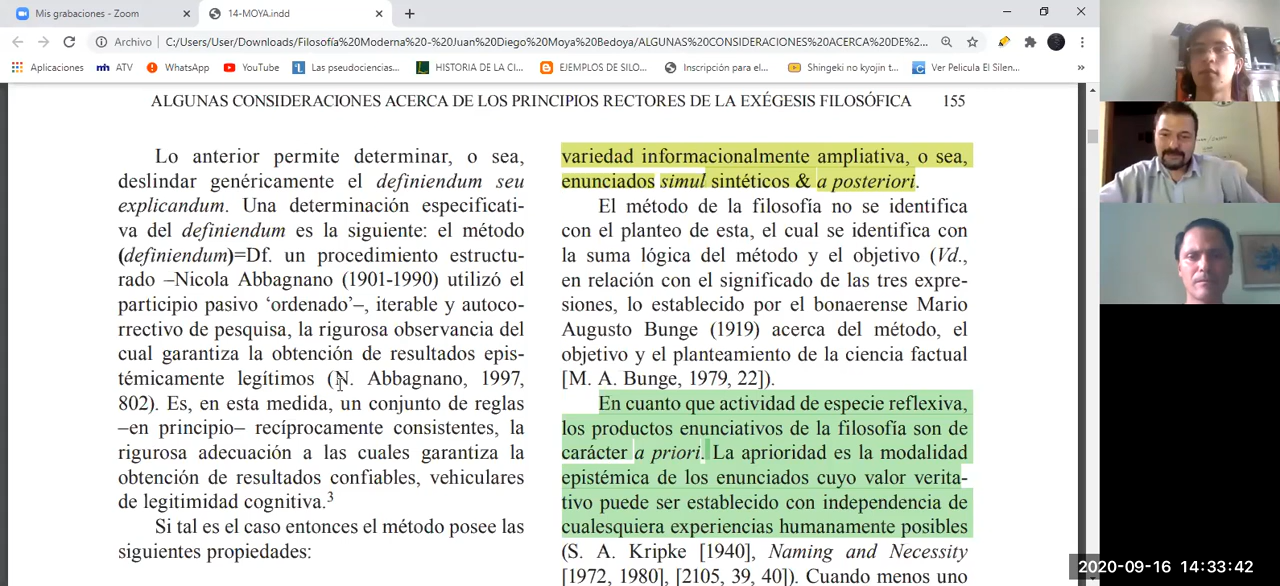 Mis grabaciones - Zoom
14-MOYA.indd
Archivo
C:/Users/User/Downloads/Filosofía%20Moderna%20-%20Juan%20Diego%20Moya%20Bedoya/ALGUNAS%20CONSIDERACIONES%20ACERCA%20DE%2...
Aplicaciones
mh ATV
WhatsApp
YouTube
Las pseudociencias...
HISTORIA DE LA CI...
EJEMPLOS DE SILO...
Inscripción para el...
Shingeki no kyojin t...
Ver Pelicula El Silen...
»
ALGUNAS CONSIDERACIONES ACERCA DE LOS PRINCIPIOS RECTORES DE LA EXÉGESIS FILOSÓFICA 155
Lo anterior permite determinar, o sea,
deslindar genéricamente el definiendum seu
explicandum. Una determinación especificati-
va del definiendum es la siguiente: el método
(definiendum)=Df. un procedimiento estructu-
rado –Nicola Abbagnano (1901-1990) utilizó el
participio pasivo ‘ordenado’–, iterable y autoco-
rrectivo de pesquisa, la rigurosa observancia del
cual garantiza la obtención de resultados epis-
témicamente legítimos (N. Abbagnano, 1997,
802). Es, en esta medida, un conjunto de reglas
–en principio– recíprocamente consistentes, la
rigurosa adecuación a las cuales garantiza la
obtención de resultados confiables, vehiculares
de legitimidad cognitiva.3
Si tal es el caso entonces el método posee las
siguientes propiedades:
variedad informacionalmente ampliativa, o sea,
enunciados simul sintéticos & a posteriori.
El método de la filosofía no se identifica
con el planteo de esta, el cual se identifica con
la suma lógica del método y el objetivo (Vd.,
en relación con el significado de las tres expre-
siones, lo establecido por el bonaerense Mario
Augusto Bunge (1919) acerca del método, el
objetivo y el planteamiento de la ciencia factual
[M. A. Bunge, 1979, 22]).
En cuanto que actividad de especie reflexiva,
los productos enunciativos de la filosofía son de
carácter a priori. La aprioridad es la modalidad
epistémica de los enunciados cuyo valor verita-
tivo puede ser establecido con independencia de
cualesquiera experiencias humanamente posibles
(S. A. Kripke [1940], Naming and Necessity
[1972, 1980], [2105, 39, 40]). Cuando menos uno
2020-09-16 14:33:42